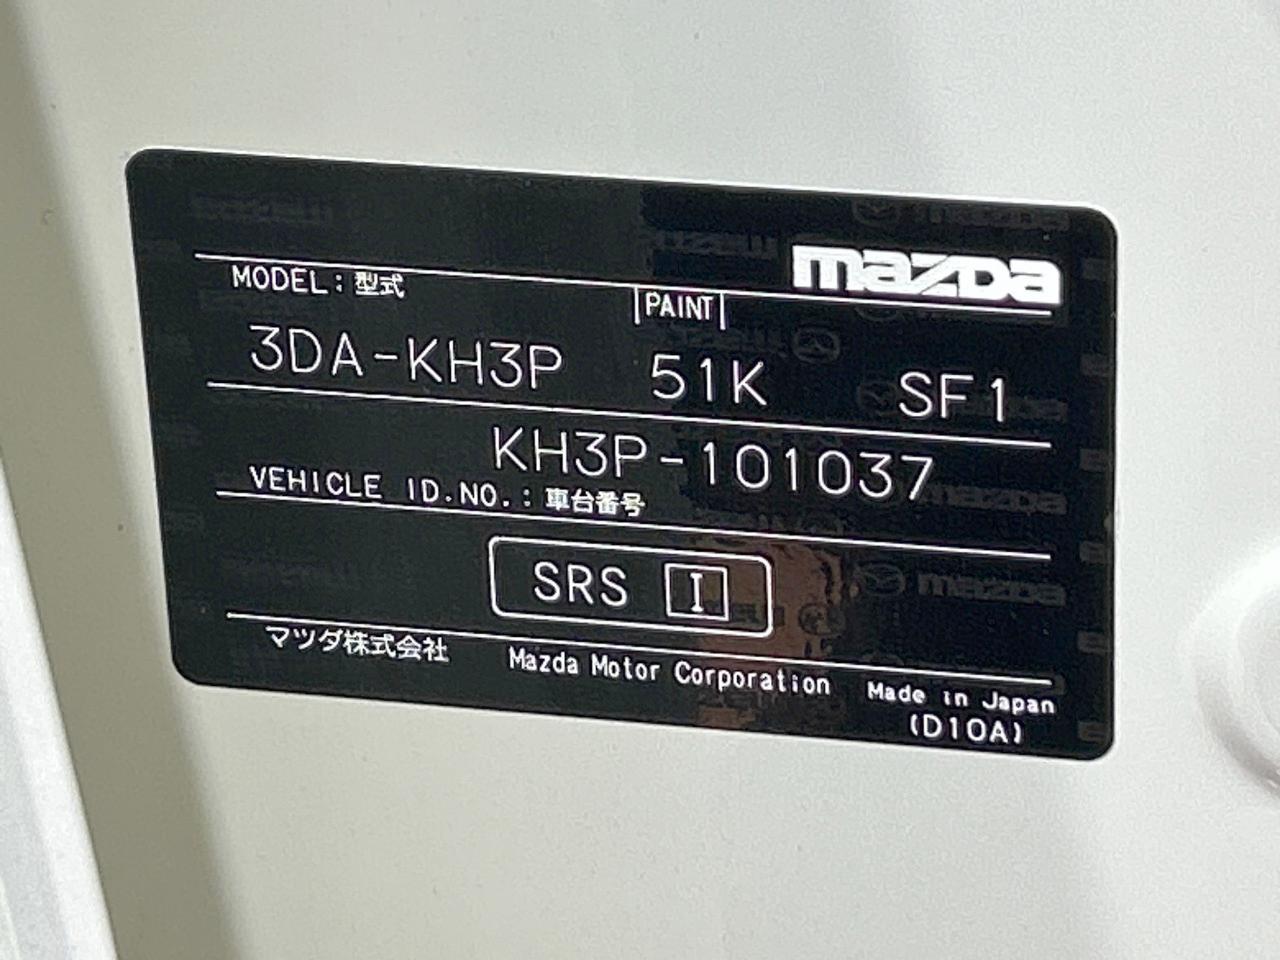 mazda
MODEL：型式 PAINT
3DA-KH3P 51K SF1
KH3P-101037
VEHICLE ID.NO.：車台番号
SRS I
マツダ株式会社 Mazda Motor Corporation Made in Japan
(D10A)